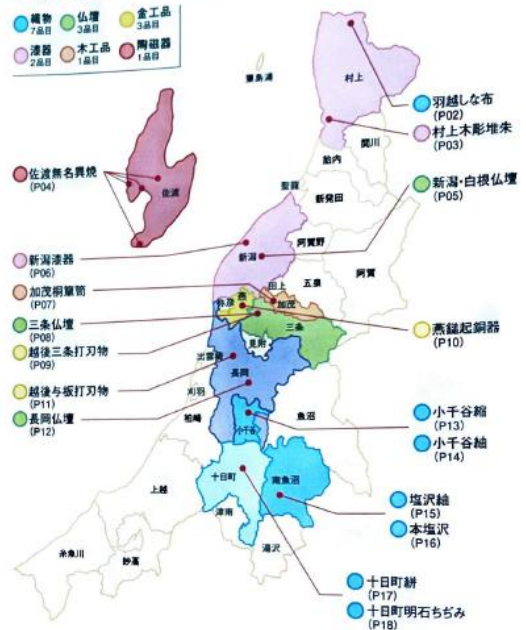 織物
7品目
仏壇
3品目
金工品
3品目
漆器
2品目
木工品
1品目
陶磁器
1品目
粟島浦
村上
羽越しな布
(P02)
村上木彫堆朱
(P03)
関川
胎内
佐渡無名異焼
(P04)
佐渡
聖籠
新発田
新潟・白根仏壇
(P05)
新潟
阿賀野
新潟漆器
(P06)
阿賀
五泉
田上
加茂桐簞笥
(P07)
弥彦
燕
加茂
三条仏壇
(P08)
燕鎚起銅器
(P10)
越後三条打刃物
(P09)
三条
見附
出雲崎
長岡
越後与板打刃物
(P11)
刈羽
長岡仏壇
(P12)
柏崎
魚沼
小千谷縮
(P13)
小千谷
小千谷紬
(P14)
十日町
南魚沼
上越
塩沢紬
(P15)
津南
本塩沢
(P16)
湯沢
糸魚川
妙高
十日町絣
(P17)
十日町明石ちぢみ
(P18)